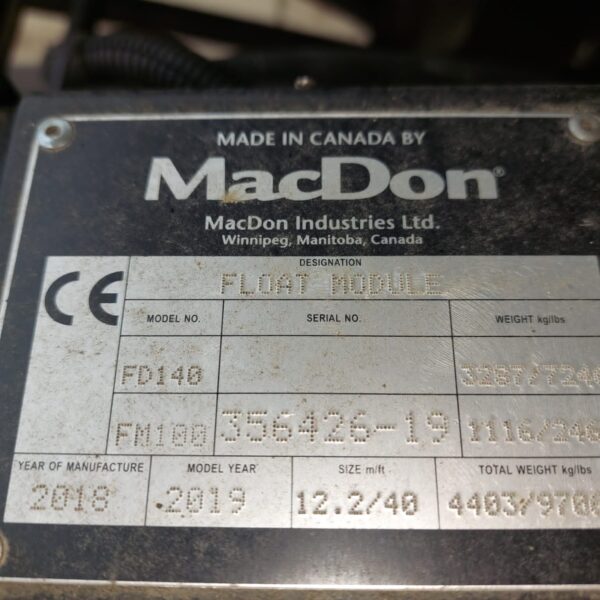 MADE IN CANADA BY
MacDon®
MacDon Industries Ltd.
Winnipeg, Manitoba, Canada
CE
DESIGNATION
FLOAT MODULE
MODEL NO. SERIAL NO. WEIGHT kg/lbs
FD140
FM100 356426-19
YEAR OF MANUFACTURE MODEL YEAR SIZE m/ft TOTAL WEIGHT kg/lbs
2018 2019 12.2/40